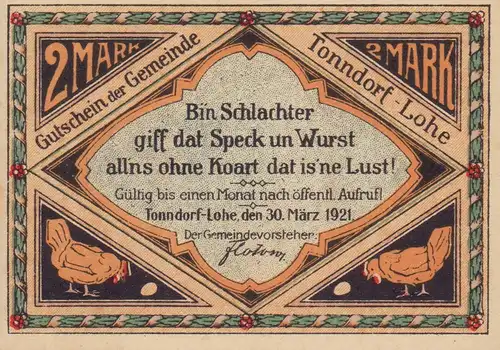 2 MARK
2 MARK
Gutschein der Gemeinde
Tonndorf-Lohe
Bin Schlachter
giff dat Speck un Wurst
allns ohne Koart dat is'ne Lust!
Gültig bis einen Monat nach öffentl. Aufruf!
Tonndorf-Lohe, den 30. März 1921.
Der Gemeindevorsteher: